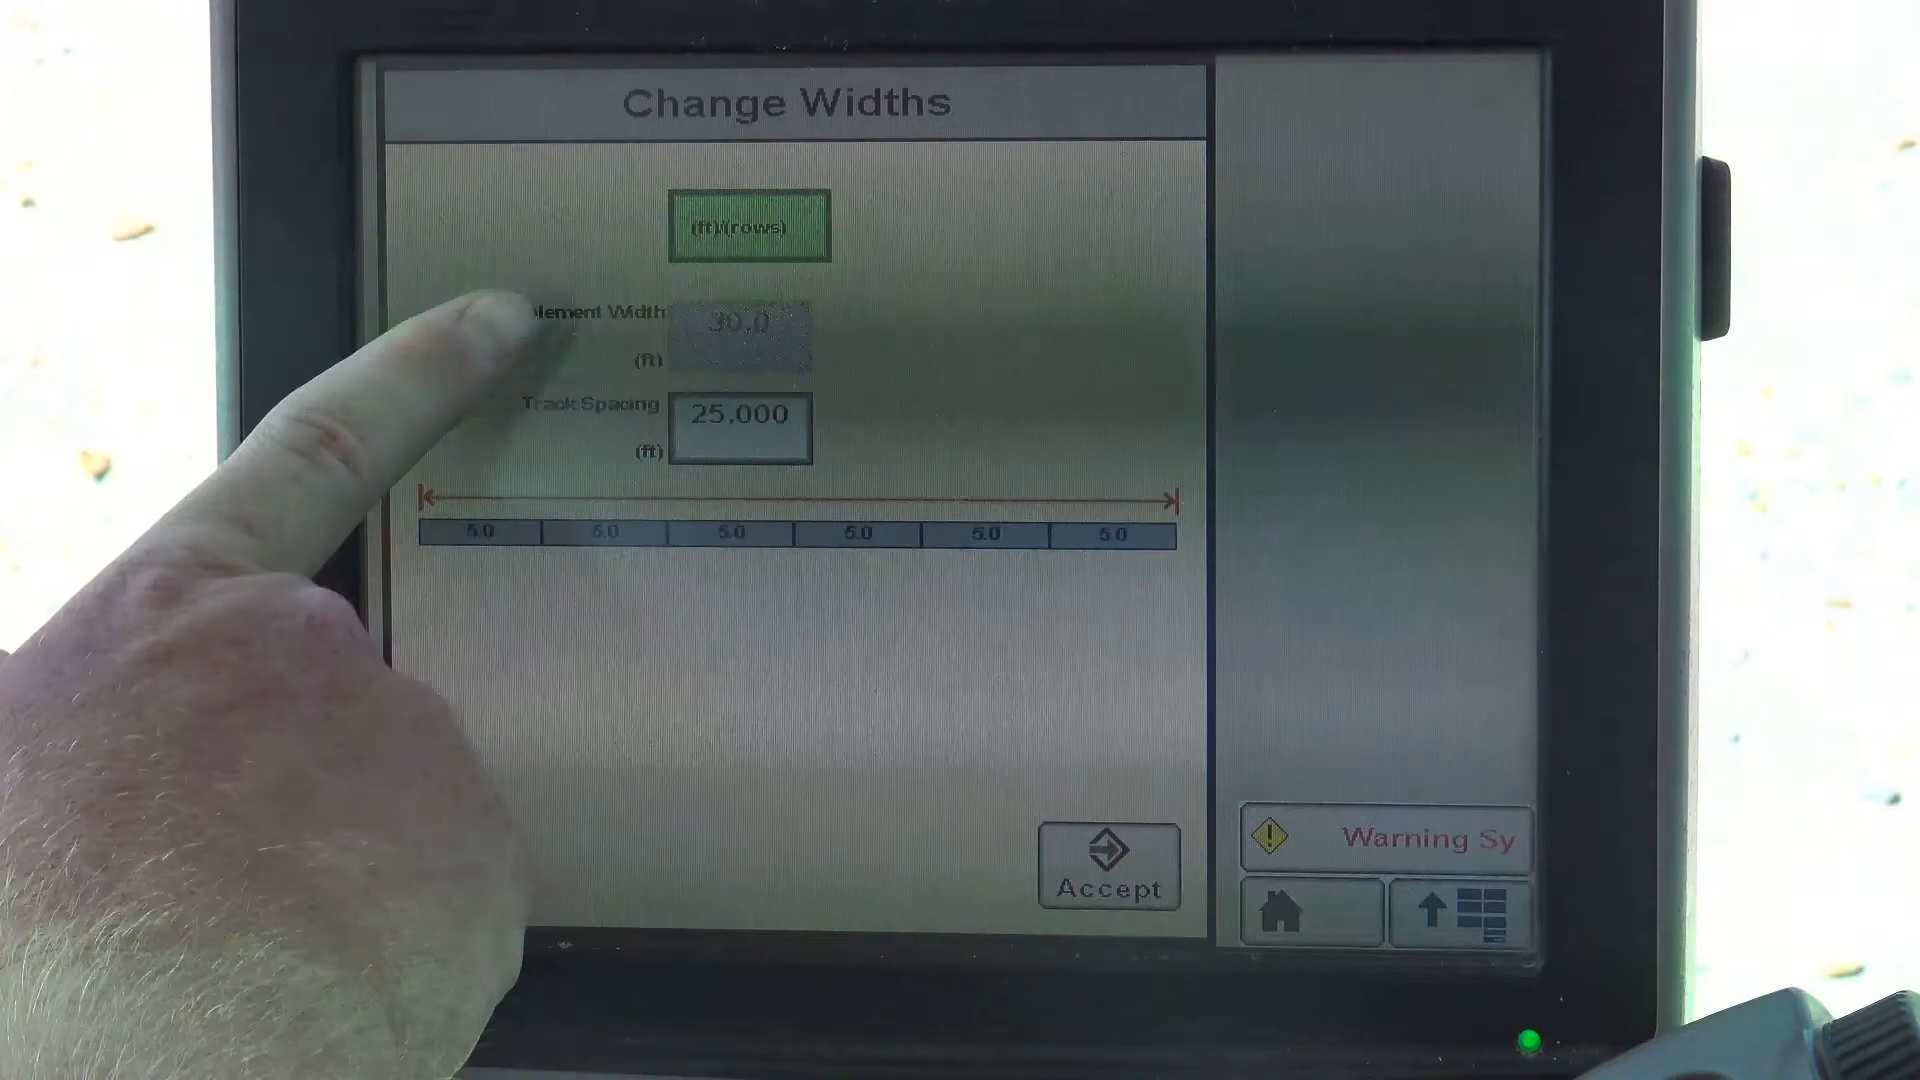 Change Widths
(ft)/(rows)
plement Width
30.0
(ft)
Track Spacing
25.000
(ft)
5.0 5.0 5.0 5.0 5.0 5.0
Warning Sy
Accept